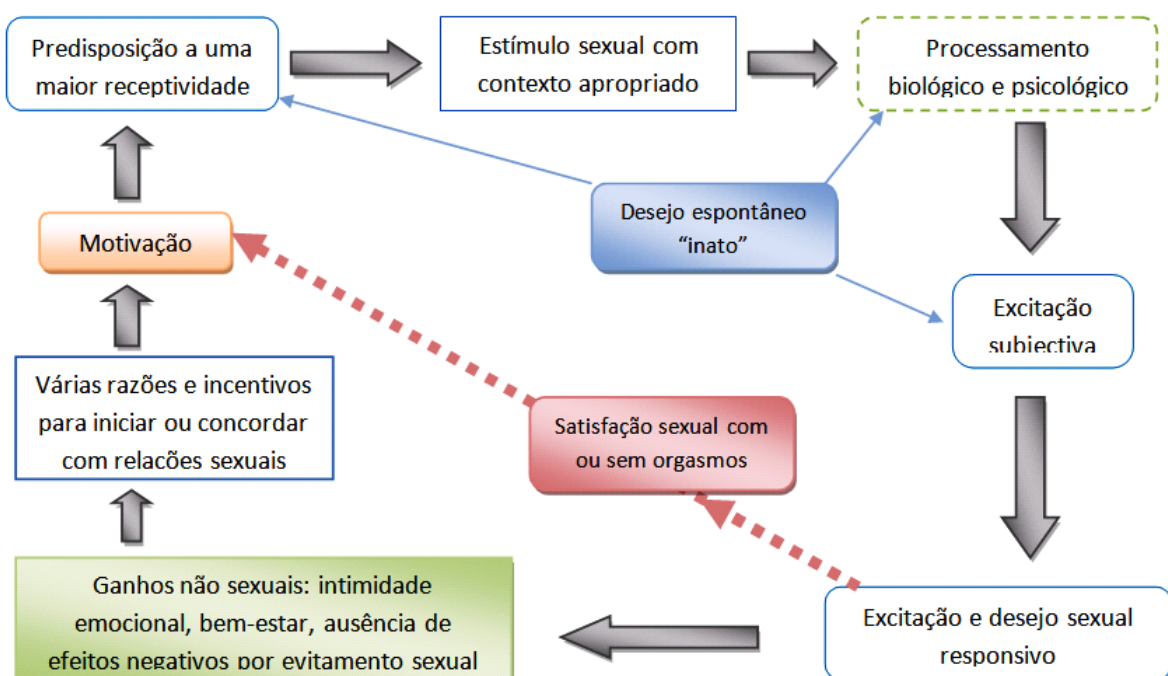 Predisposição a uma
maior receptividade
Estímulo sexual com
contexto apropriado
Processamento
biológico e psicológico
Desejo espontâneo
“inato”
Motivação
Excitação
subjectiva
Várias razões e incentivos
para iniciar ou concordar
com relacões sexuais
Satisfação sexual com
ou sem orgasmos
Ganhos não sexuais: intimidade
emocional, bem-estar, ausência de
efeitos negativos por evitamento sexual
Excitação e desejo sexual
responsivo